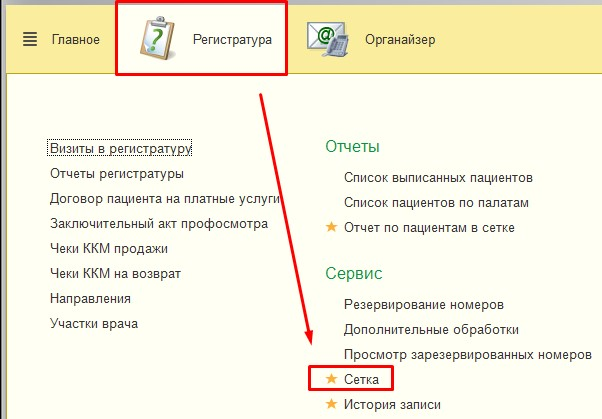 Главное
Регистратура
Органайзер
Визиты в регистратуру
Отчеты регистратуры
Договор пациента на платные услуги
Заключительный акт профосмотра
Чеки ККМ продажи
Чеки ККМ на возврат
Направления
Участки врача
Отчеты
Список выписанных пациентов
Список пациентов по палатам
Отчет по пациентам в сетке
Сервис
Резервирование номеров
Дополнительные обработки
Просмотр зарезервированных номеров
Сетка
История записи